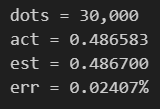 dots = 30,000
act = 0.486583
est = 0.486700
err = 0.02407%